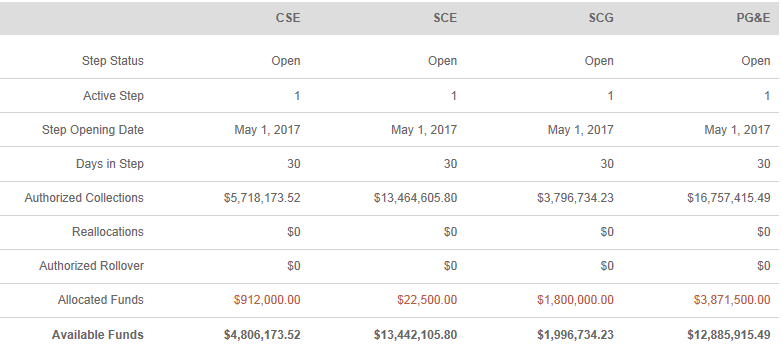 CSE SCE SCG PG&E
Step Status Open Open Open Open
Active Step 1 1 1 1
Step Opening Date May 1, 2017 May 1, 2017 May 1, 2017 May 1, 2017
Days in Step 30 30 30 30
Authorized Collections $5,718,173.52 $13,464,605.80 $3,796,734.23 $16,757,415.49
Reallocations $0 $0 $0 $0
Authorized Rollover $0 $0 $0 $0
Allocated Funds $912,000.00 $22,500.00 $1,800,000.00 $3,871,500.00
Available Funds $4,806,173.52 $13,442,105.80 $1,996,734.23 $12,885,915.49